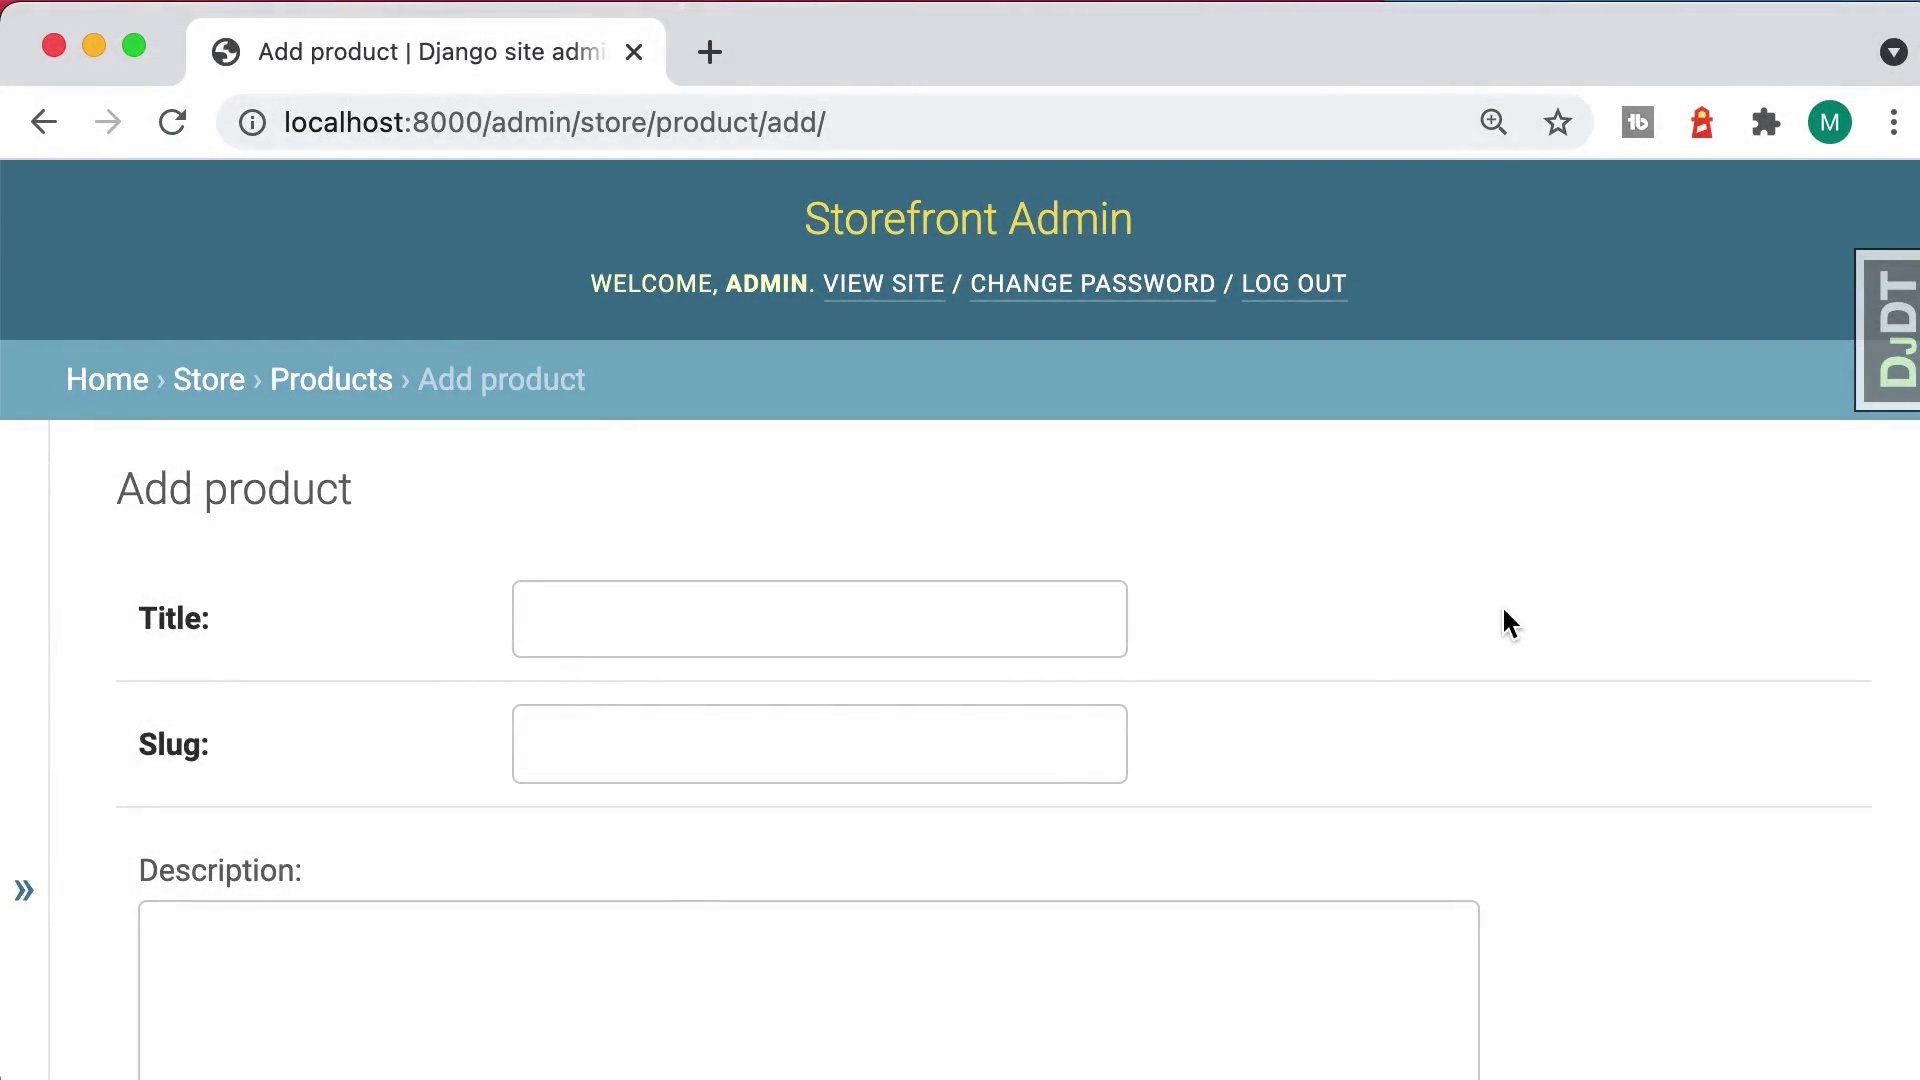 Add product | Django site admi
localhost:8000/admin/store/product/add/
M
Storefront Admin
WELCOME, ADMIN. VIEW SITE / CHANGE PASSWORD / LOG OUT
DJDT
Home › Store › Products › Add product
Add product
Title:
Slug:
Description:
»